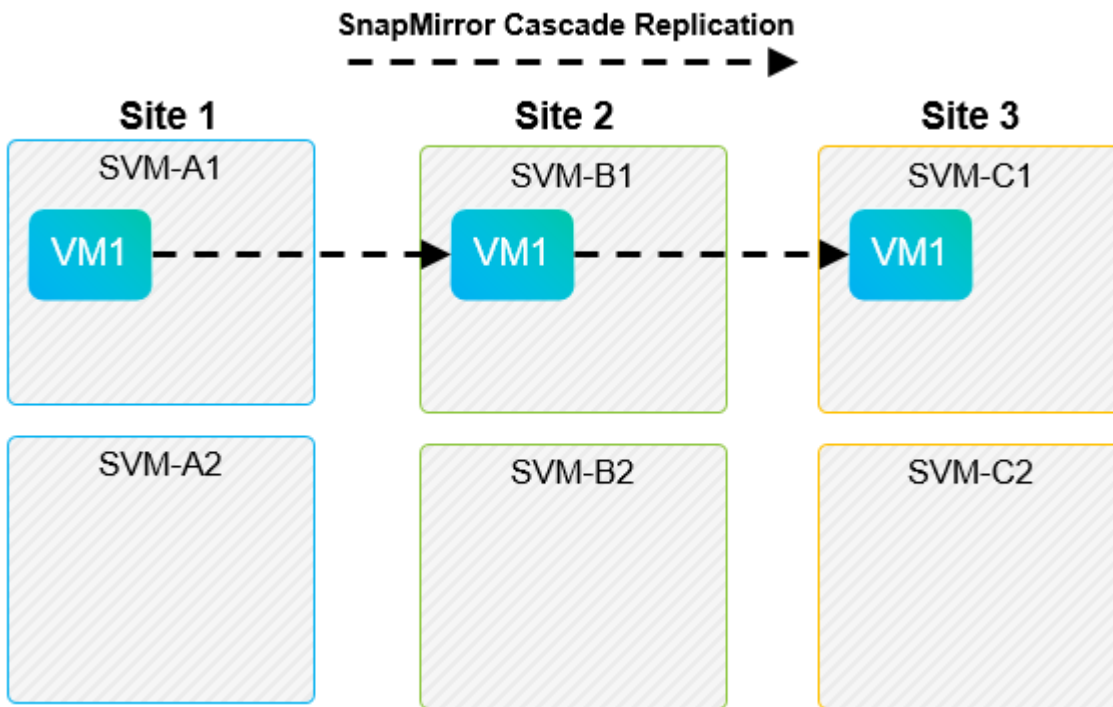 SnapMirror Cascade Replication
Site 1
Site 2
Site 3
SVM-A1
SVM-B1
SVM-C1
VM1
VM1
VM1
SVM-A2
SVM-B2
SVM-C2